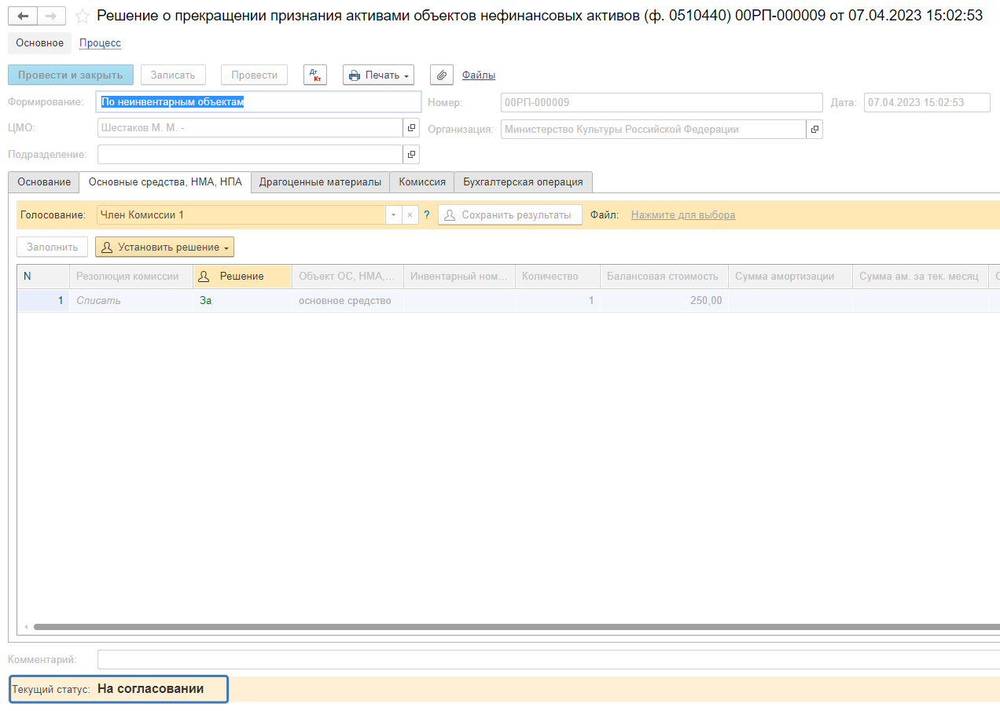 Решение о прекращении признания активами объектов нефинансовых активов (ф. 0510440) 00РП-000009 от 07.04.2023 15:02:53
Основное Процесс
Провести и закрыть Записать Провести Дт Кт Печать Файлы
Формирование: По неинвентарным объектам Номер: 00РП-000009 Дата: 07.04.2023 15:02:53
ЦМО: Шестаков М. М. - Организация: Министерство Культуры Российской Федерации
Подразделение:
Основание Основные средства, НМА, НПА Драгоценные материалы Комиссия Бухгалтерская операция
Голосование: Член Комиссии 1 ? Сохранить результаты Файл: Нажмите для выбора
Заполнить Установить решение
N Резолюция комиссии Решение Объект ОС, НМА,... Инвентарный ном... Количество Балансовая стоимость Сумма амортизации Сумма ам. за тек. месяц
1 Списать За основное средство 1 250,00
Комментарий:
Текущий статус: На согласовании